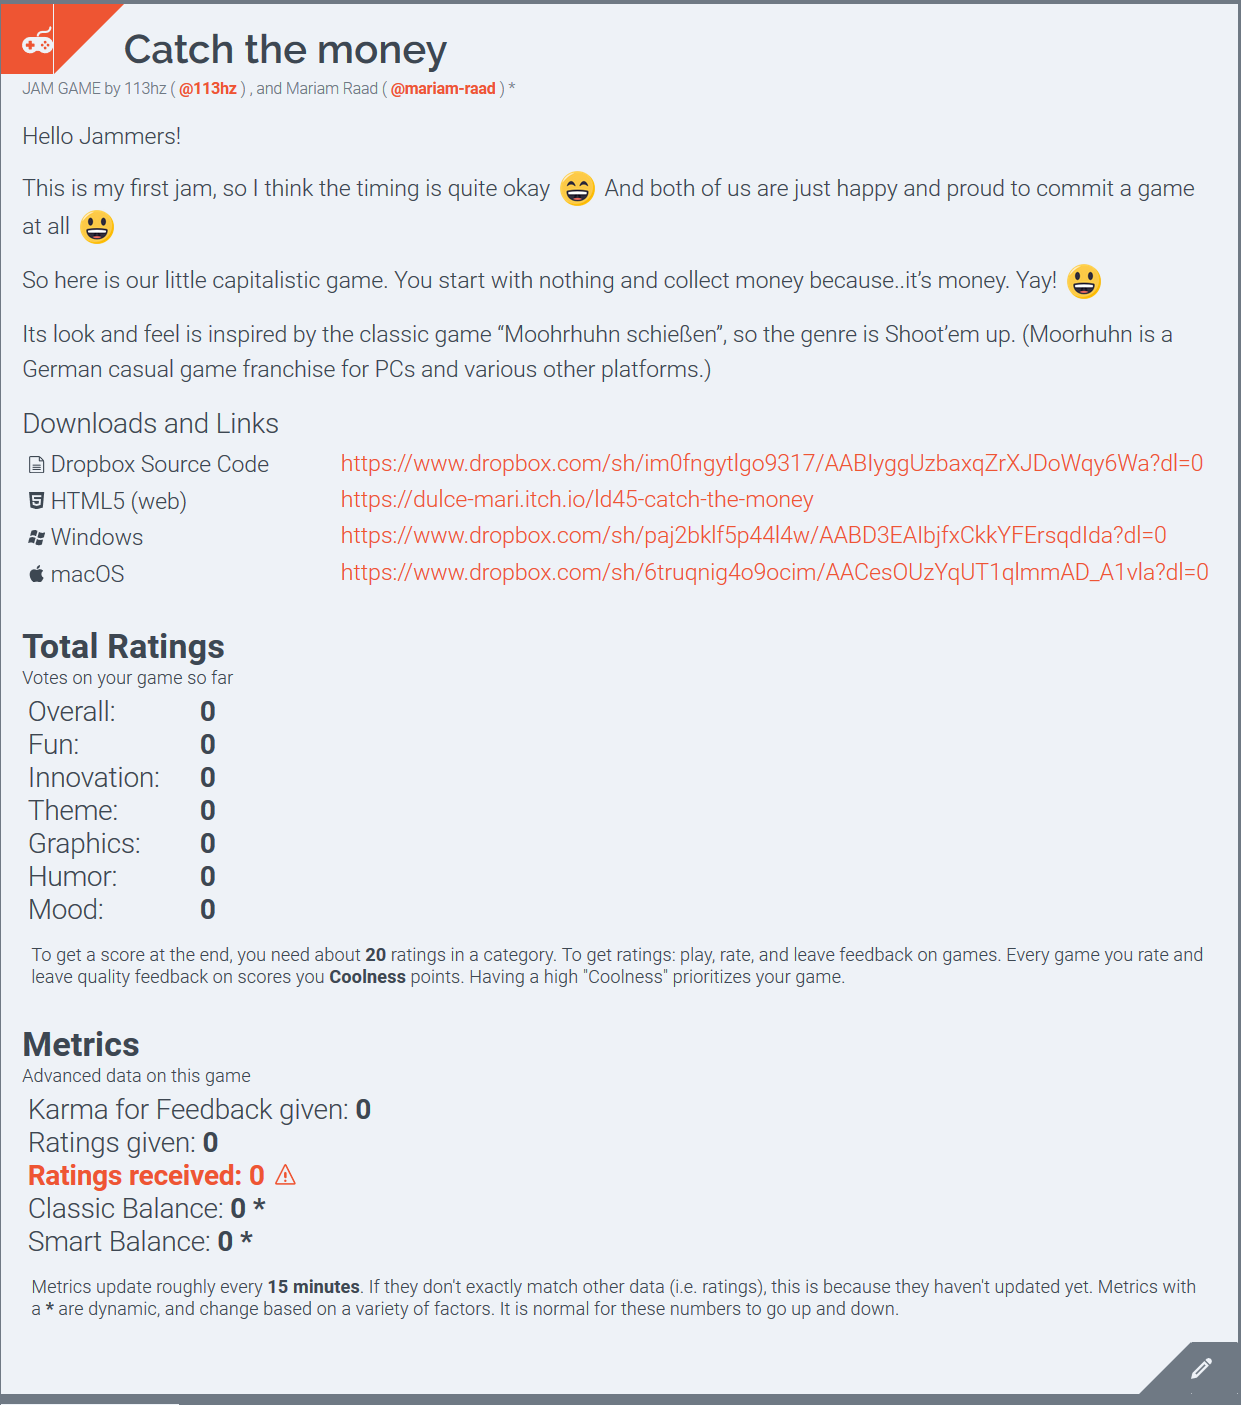 Catch the money
JAM GAME by 113hz ( @113hz ) , and Mariam Raad ( @mariam-raad ) *
Hello Jammers!
This is my first jam, so I think the timing is quite okay 😄 And both of us are just happy and proud to commit a game
at all 😃
So here is our little capitalistic game. You start with nothing and collect money because..it’s money. Yay! 😃
Its look and feel is inspired by the classic game “Moohrhuhn schießen”, so the genre is Shoot’em up. (Moorhuhn is a
German casual game franchise for PCs and various other platforms.)
Downloads and Links
Dropbox Source Code https://www.dropbox.com/sh/im0fngytlgo9317/AABIyggUzbaxqZrXJDoWqy6Wa?dl=0
HTML5 (web) https://dulce-mari.itch.io/ld45-catch-the-money
Windows https://www.dropbox.com/sh/paj2bklf5p44l4w/AABD3EAIbjfxCkkYFErsqdIda?dl=0
macOS https://www.dropbox.com/sh/6truqnig4o9ocim/AACesOUzYqUT1qlmmAD_A1vla?dl=0
Total Ratings
Votes on your game so far
Overall: 0
Fun: 0
Innovation: 0
Theme: 0
Graphics: 0
Humor: 0
Mood: 0
To get a score at the end, you need about 20 ratings in a category. To get ratings: play, rate, and leave feedback on games. Every game you rate and
leave quality feedback on scores you Coolness points. Having a high "Coolness" prioritizes your game.
Metrics
Advanced data on this game
Karma for Feedback given: 0
Ratings given: 0
Ratings received: 0
Classic Balance: 0 *
Smart Balance: 0 *
Metrics update roughly every 15 minutes. If they don't exactly match other data (i.e. ratings), this is because they haven't updated yet. Metrics with
a * are dynamic, and change based on a variety of factors. It is normal for these numbers to go up and down.